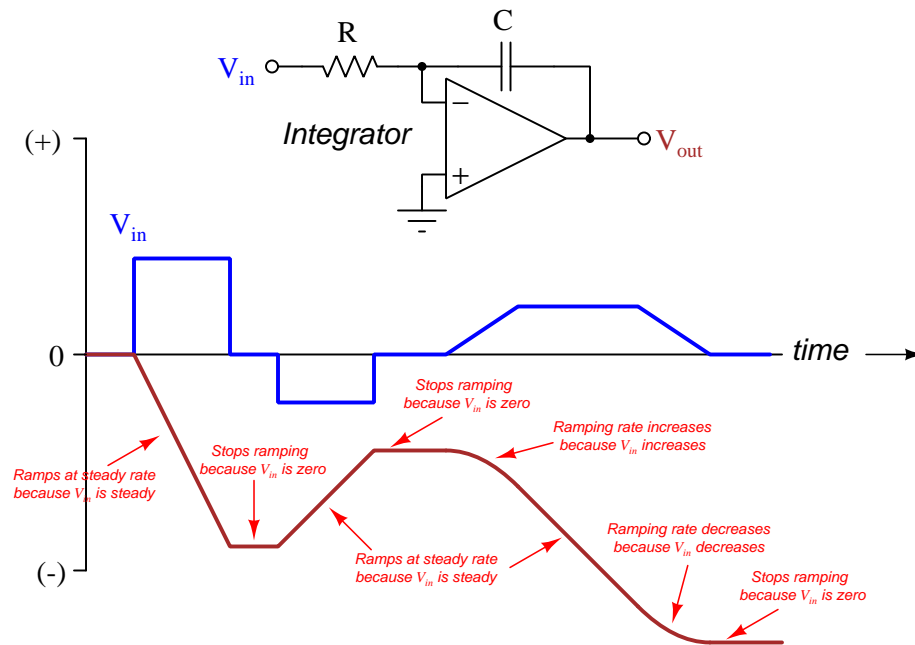 R
C
Vin
−
Integrator
+
Vout
(+)
Vin
0
time
(-)
Ramps at steady rate
because Vin is steady
Stops ramping
because Vin is zero
Stops ramping
because Vin is zero
Ramps at steady rate
because Vin is steady
Ramping rate increases
because Vin increases
Ramping rate decreases
because Vin decreases
Stops ramping
because Vin is zero